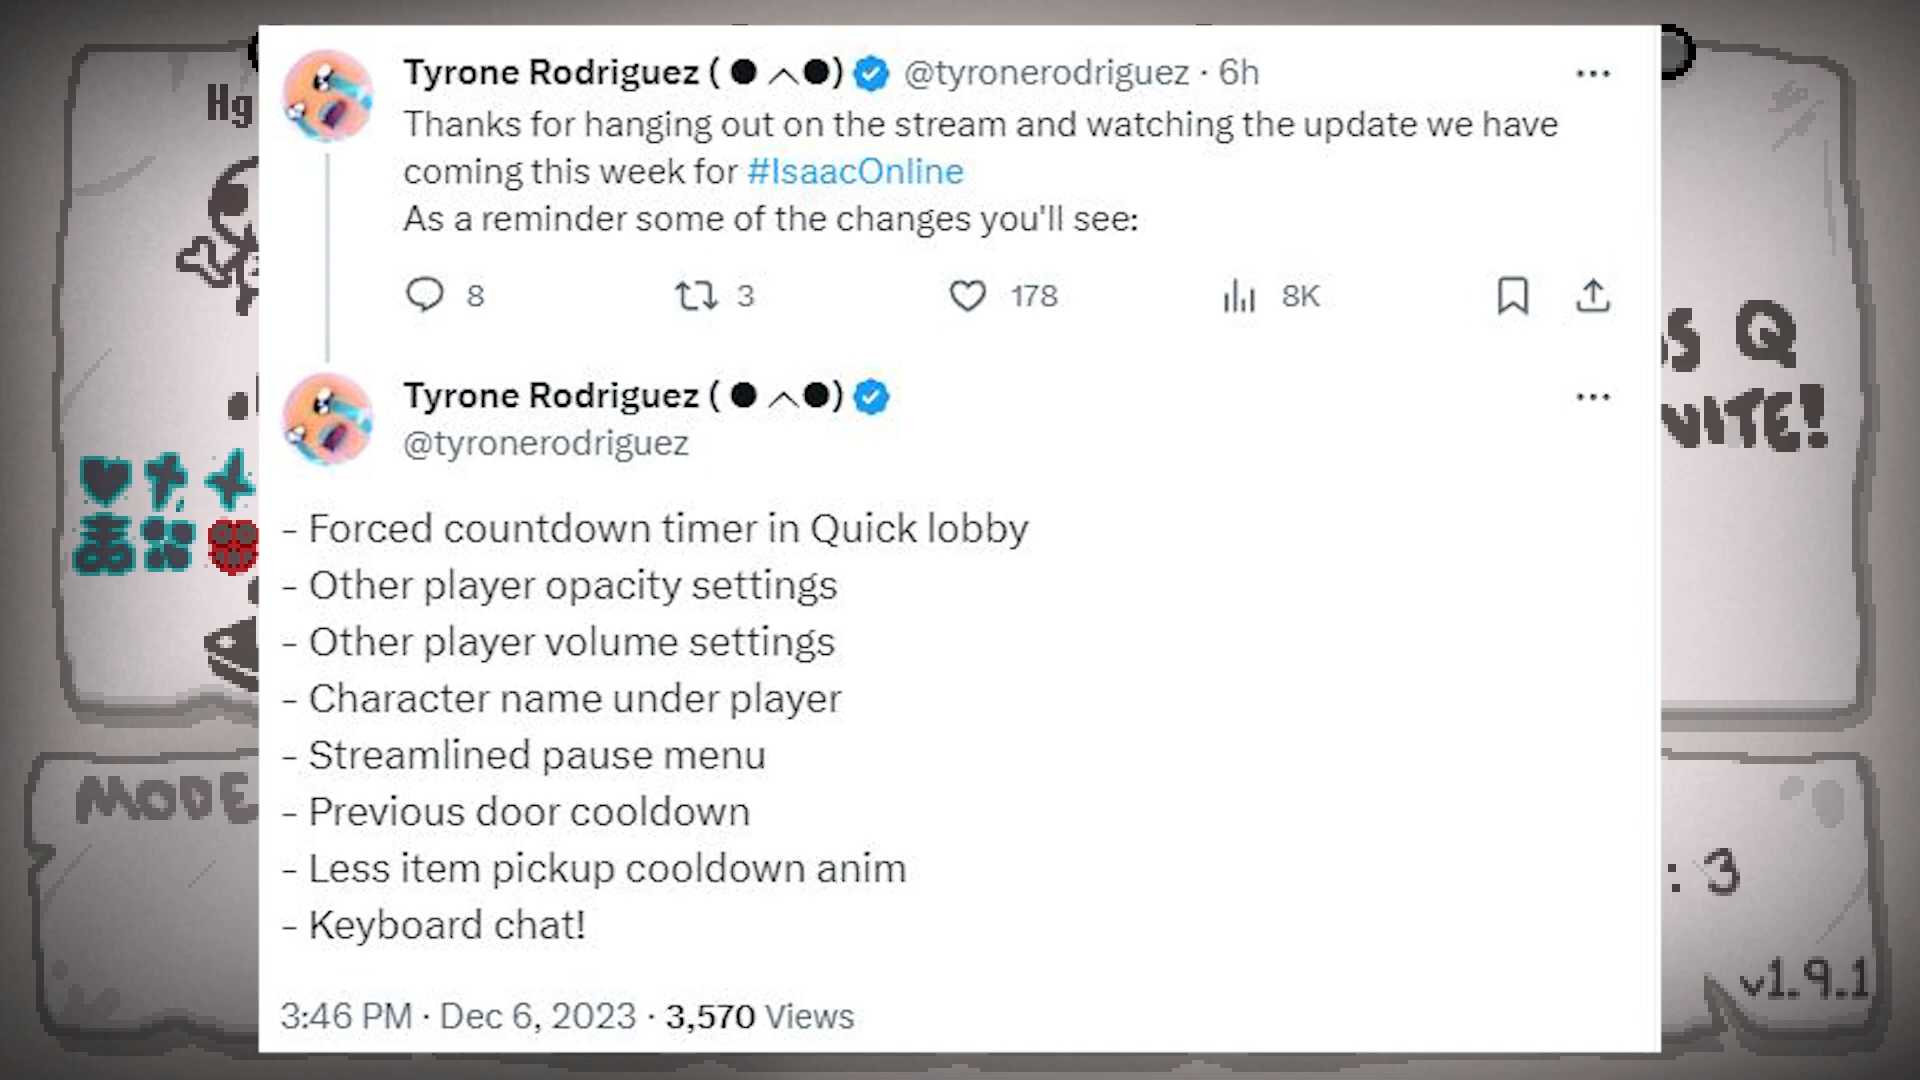 Hg
Tyrone Rodriguez ( ● ︿●) @tyronerodriguez · 6h
Thanks for hanging out on the stream and watching the update we have
coming this week for #IsaacOnline
As a reminder some of the changes you'll see:
8 3 178 8K
S Q
Tyrone Rodriguez ( ● ︿●)
@tyronerodriguez
- Forced countdown timer in Quick lobby
- Other player opacity settings
- Other player volume settings
- Character name under player
- Streamlined pause menu
MODE
- Previous door cooldown
- Less item pickup cooldown anim
: 3
- Keyboard chat!
v1.9.1
3:46 PM · Dec 6, 2023 · 3,570 Views